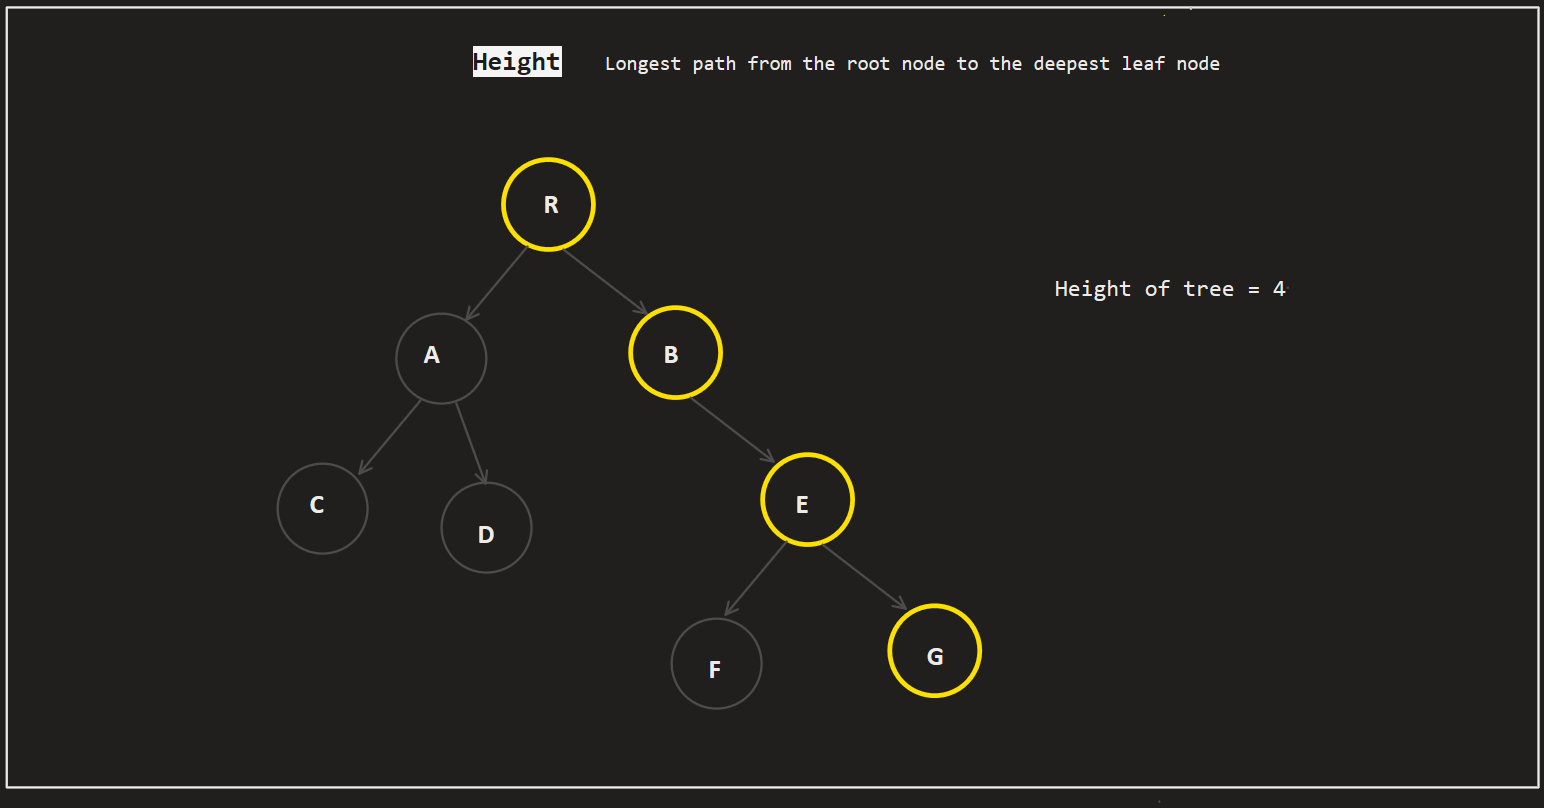 Height Longest path from the root node to the deepest leaf node
R
Height of tree = 4
A
B
C
D
E
F
G